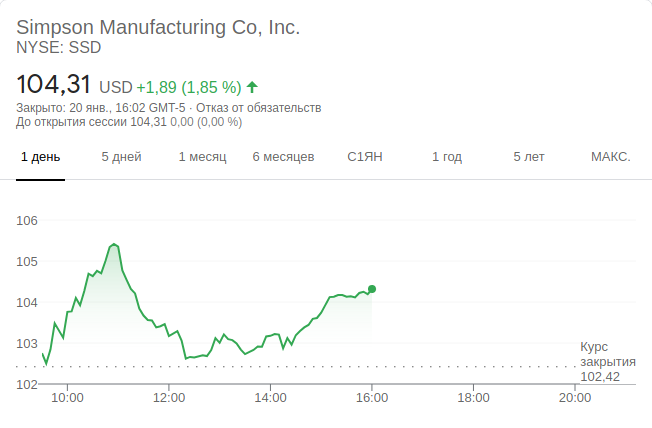 Simpson Manufacturing Co, Inc.
NYSE: SSD
104,31 USD +1,89 (1,85 %)
Закрыто: 20 янв., 16:02 GMT-5 · Отказ от обязательств
До открытия сессии 104,31 0,00 (0,00 %)
1 день 5 дней 1 месяц 6 месяцев С1ЯН 1 год 5 лет МАКС.
106
105
104
103
Курс
закрытия
102,42
102
10:00 12:00 14:00 16:00 18:00 20:00